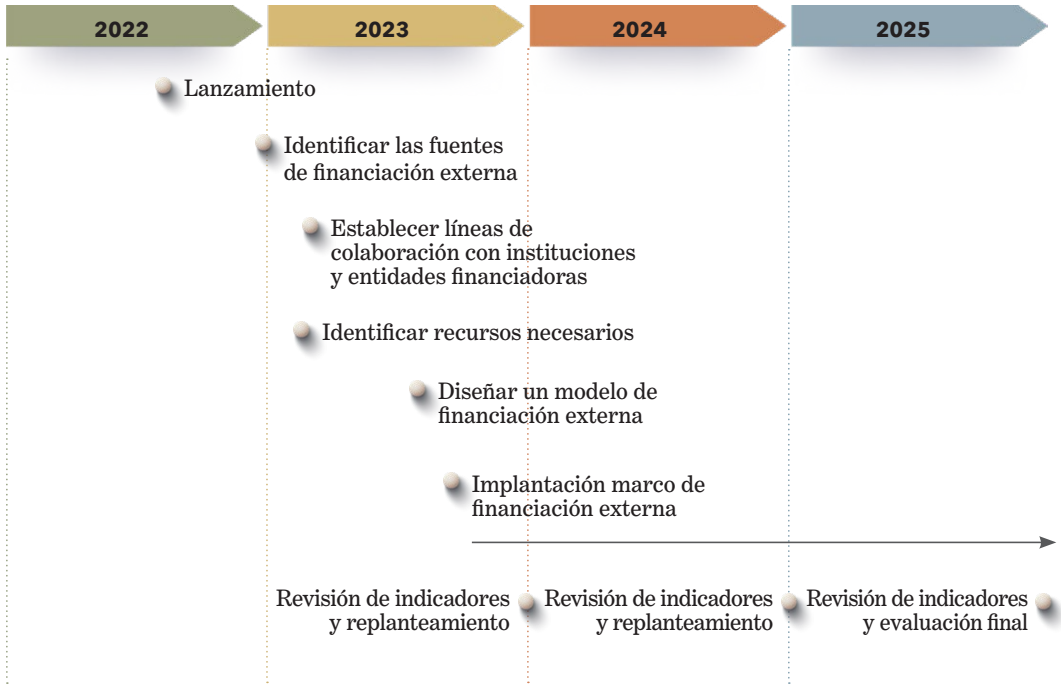 2022
2023
2024
2025
Lanzamiento
Identificar las fuentes
de financiación externa
Establecer líneas de
colaboración con instituciones
y entidades financiadoras
Identificar recursos necesarios
Diseñar un modelo de
financiación externa
Implantación marco de
financiación externa
Revisión de indicadores
y replanteamiento
Revisión de indicadores
y replanteamiento
Revisión de indicadores
y evaluación final